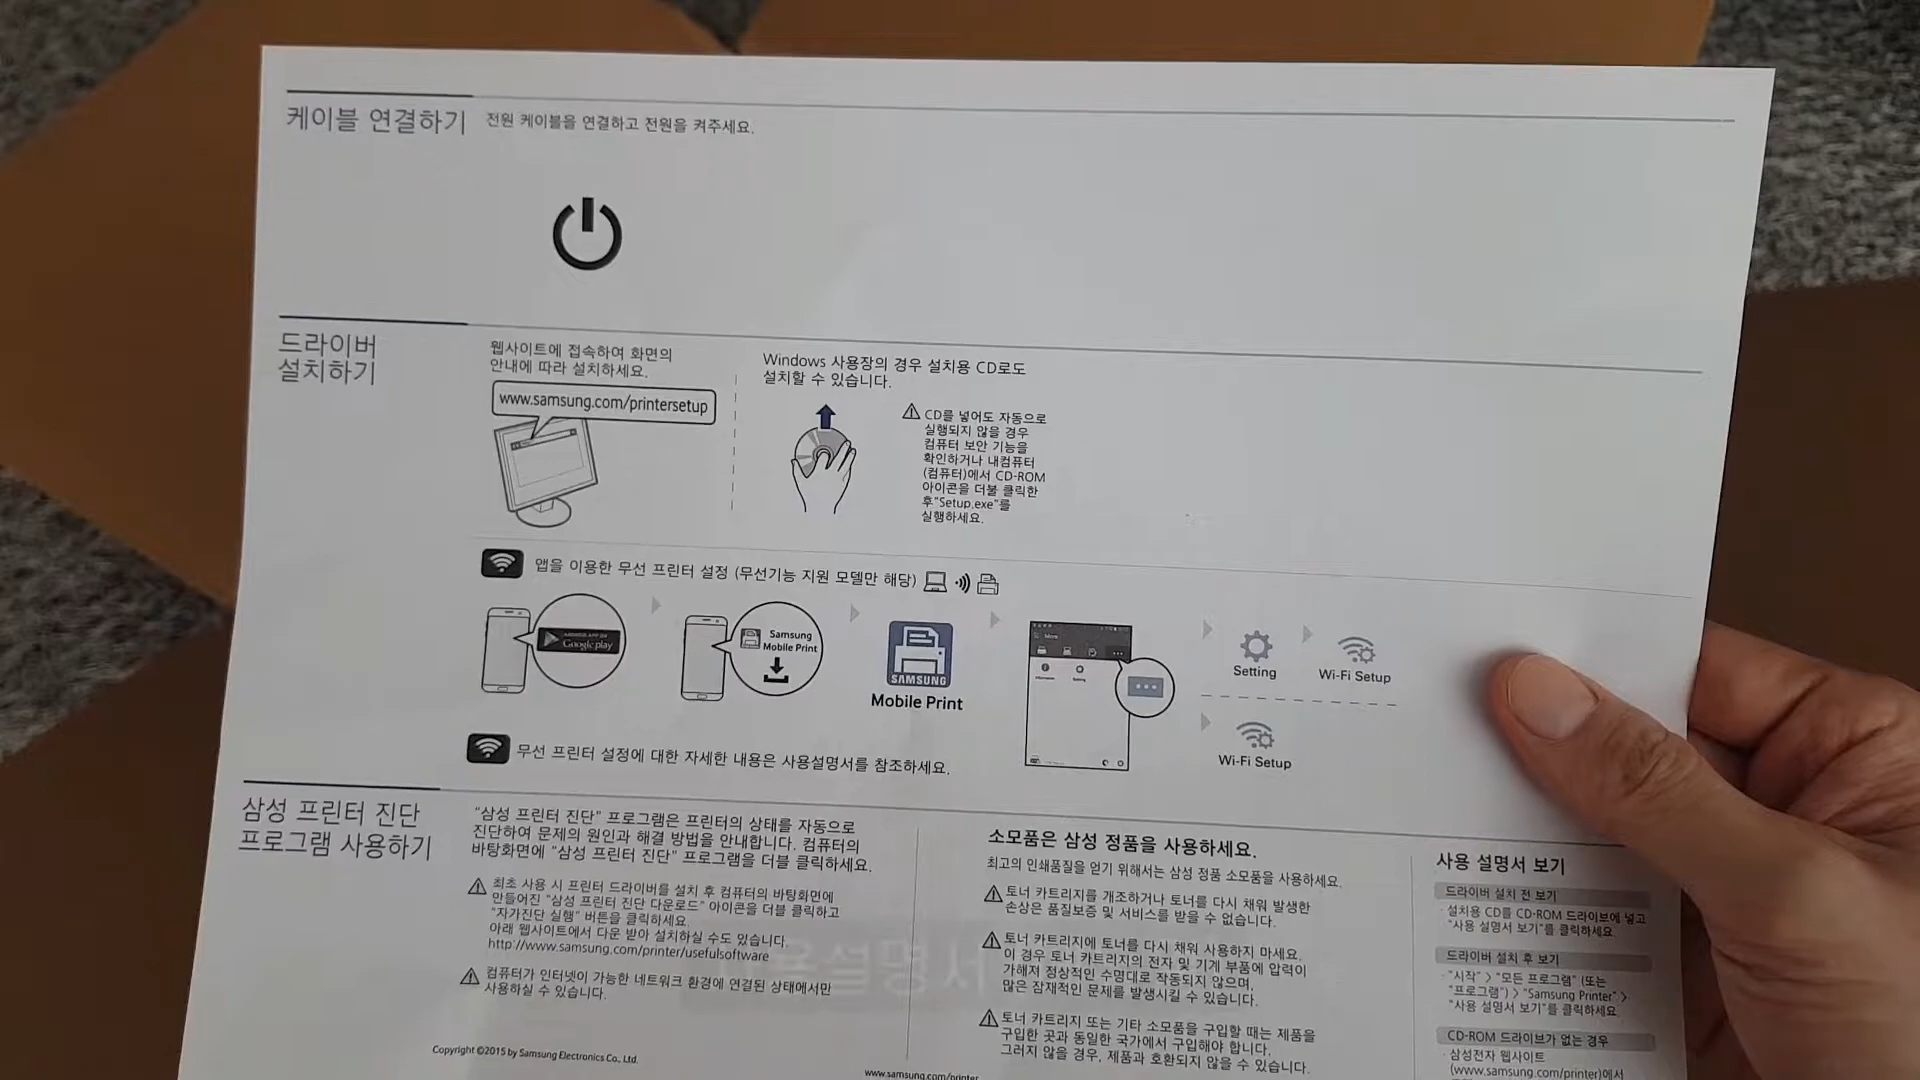 케이블 연결하기
전원 케이블을 연결하고 전원을 켜주세요.
드라이버
설치하기
웹사이트에 접속하여 화면의
안내에 따라 설치하세요.
www.samsung.com/printersetup
Windows 사용장의 경우 설치용 CD로도
설치할 수 있습니다.
CD를 넣어도 자동으로
실행되지 않을 경우
컴퓨터 보안 기능을
확인하거나 내컴퓨터
(컴퓨터)에서 CD-ROM
아이콘을 더불 클릭한
후"Setup.exe"를
실행하세요.
앱을 이용한 무선 프린터 설정 (무선기능 지원 모델만 해당)
ANDROID APP ON
Google play
Samsung
Mobile Print
SAMSUNG
Mobile Print
More
Information
Setting
Setting
Wi-Fi Setup
Wi-Fi Setup
무선 프린터 설정에 대한 자세한 내용은 사용설명서를 참조하세요.
삼성 프린터 진단
프로그램 사용하기
"삼성 프린터 진단" 프로그램은 프린터의 상태를 자동으로
진단하여 문제의 원인과 해결 방법을 안내합니다. 컴퓨터의
바탕화면에 "삼성 프린터 진단" 프로그램을 더블 클릭하세요.
최초 사용 시 프린터 드라이버를 설치 후 컴퓨터의 바탕화면에
만들어진 "삼성 프린터 진단 다운로드" 아이콘을 더블 클릭하고
"자가진단 실행" 버튼을 클릭하세요.
아래 웹사이트에서 다운 받아 설치하실 수도 있습니다.
http://www.samsung.com/printer/usefulsoftware
컴퓨터가 인터넷이 가능한 네트워크 환경에 연결된 상태에서만
사용하실 수 있습니다.
소모품은 삼성 정품을 사용하세요.
최고의 인쇄품질을 얻기 위해서는 삼성 정품 소모품을 사용하세요.
토너 카트리지를 개조하거나 토너를 다시 채워 발생한
손상은 품질보증 및 서비스를 받을 수 없습니다.
토너 카트리지에 토너를 다시 채워 사용하지 마세요.
이 경우 토너 카트리지의 전자 및 기계 부품에 압력이
가해져 정상적인 수명대로 작동되지 않으며,
많은 잠재적인 문제를 발생시킬 수 있습니다.
토너 카트리지 또는 기타 소모품을 구입할 때는 제품을
구입한 곳과 동일한 국가에서 구입해야 합니다.
그러지 않을 경우, 제품과 호환되지 않을 수 있습니다.
사용 설명서 보기
드라이버 설치 전 보기
· 설치용 CD를 CD-ROM 드라이브에 넣고
"사용 설명서 보기"를 클릭하세요.
드라이버 설치 후 보기
· "시작" > "모든 프로그램" (또는
"프로그램") > "Samsung Printer" >
"사용 설명서 보기"를 클릭하세요.
CD-ROM 드라이브가 없는 경우
· 삼성전자 웹사이트
(www.samsung.com/printer)에서
Copyright ©2015 by Samsung Electronics Co., Ltd.
www.samsung.com/printer